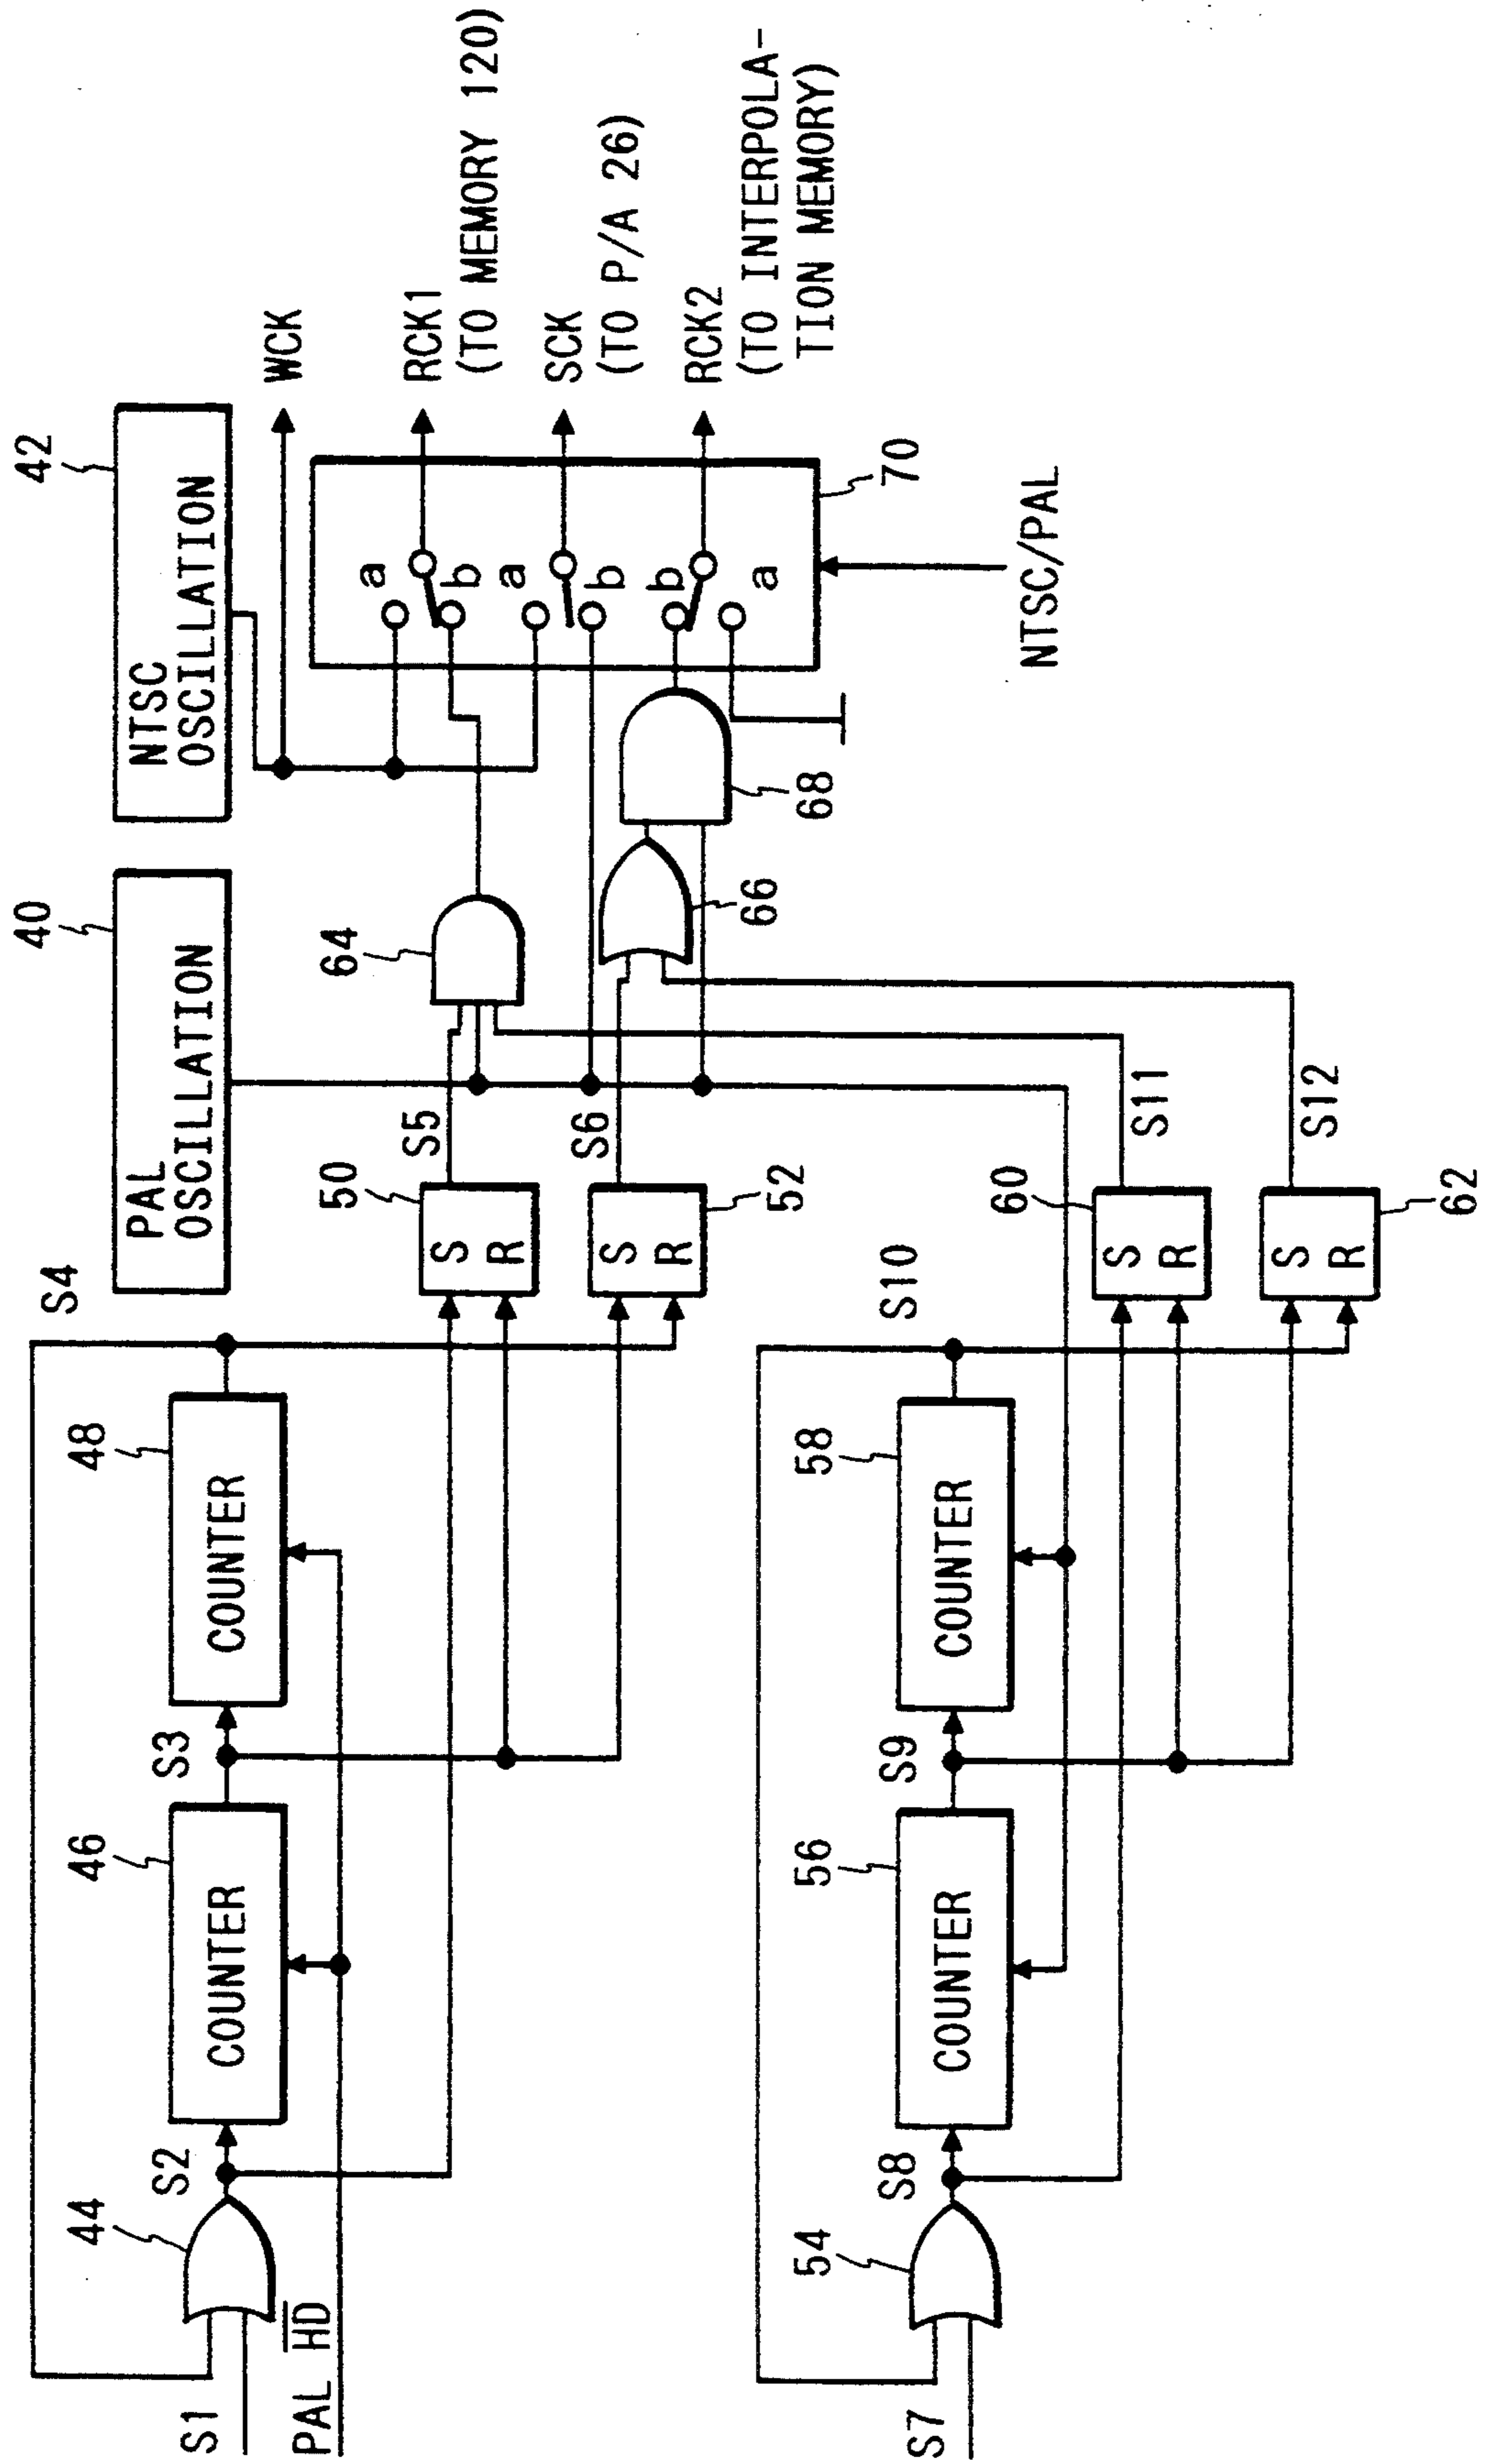 S4
PAL
OSCILLATION
40
NTSC
OSCILLATION
42
S1
44
S2
COUNTER
46
S3
COUNTER
48
PAL HD
WCK
S5
50
S
R
64
a
b
RCK1
(TO MEMORY 120)
S6
S
R
52
a
b
SCK
(TO P/A 26)
66
68
b
a
RCK2
(TO INTERPOLA-
TION MEMORY)
70
NTSC/PAL
S7
54
S8
COUNTER
56
S9
COUNTER
58
S10
60
S
R
S11
S
R
62
S12